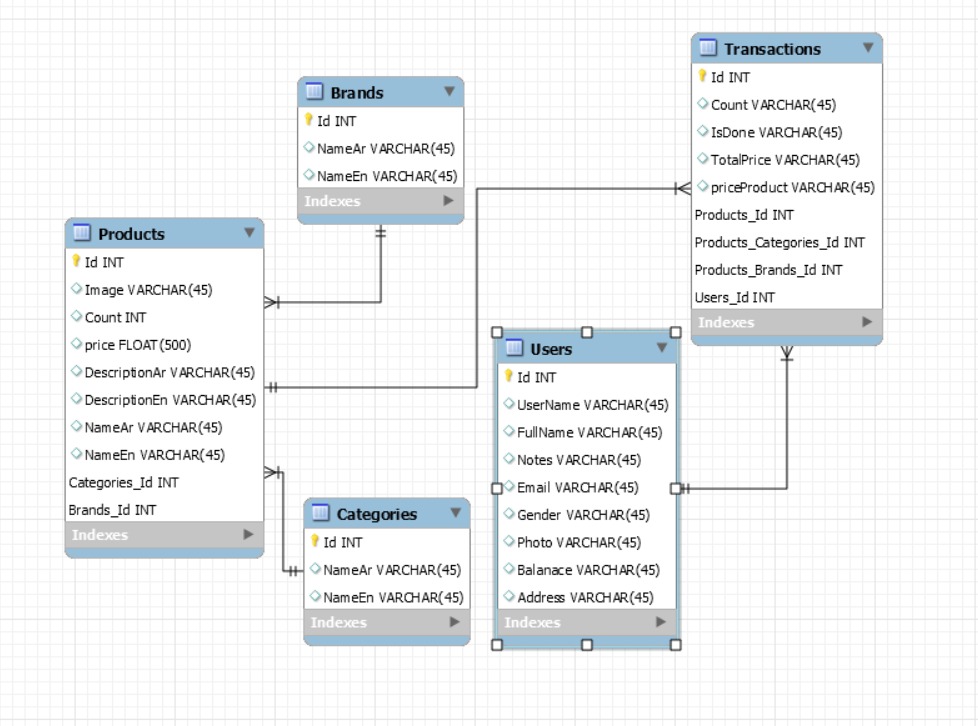 Brands
Id INT
NameAr VARCHAR(45)
NameEn VARCHAR(45)
Indexes
Products
Id INT
Image VARCHAR(45)
Count INT
price FLOAT(500)
DescriptionAr VARCHAR(45)
DescriptionEn VARCHAR(45)
NameAr VARCHAR(45)
NameEn VARCHAR(45)
Categories_Id INT
Brands_Id INT
Indexes
Categories
Id INT
NameAr VARCHAR(45)
NameEn VARCHAR(45)
Indexes
Users
Id INT
UserName VARCHAR(45)
FullName VARCHAR(45)
Notes VARCHAR(45)
Email VARCHAR(45)
Gender VARCHAR(45)
Photo VARCHAR(45)
Balanace VARCHAR(45)
Address VARCHAR(45)
Indexes
Transactions
Id INT
Count VARCHAR(45)
IsDone VARCHAR(45)
TotalPrice VARCHAR(45)
priceProduct VARCHAR(45)
Products_Id INT
Products_Categories_Id INT
Products_Brands_Id INT
Users_Id INT
Indexes